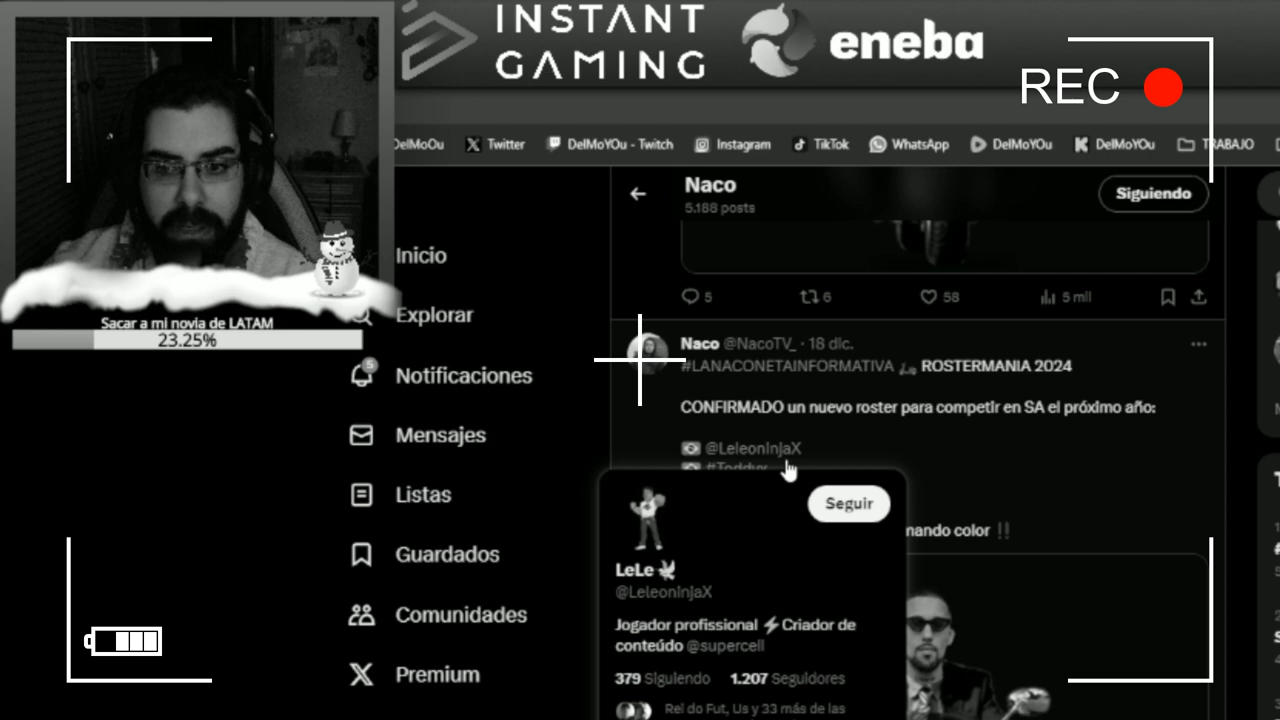 INSTANT
GAMING
eneba
REC
DelMoOu
Twitter
DelMoYOu - Twitch
Instagram
TikTok
WhatsApp
DelMoYOu
DelMoYOu
TRABAJO
Naco
5.188 posts
Siguiendo
Inicio
Explorar
5
Notificaciones
Mensajes
Listas
Guardados
Comunidades
Premium
Sacar a mi novia de LATAM
23.25%
5
6
58
5 mil
Naco @NacoTV_ · 18 dic.
#LANACONETAINFORMATIVA ROSTERMANIA 2024
CONFIRMADO un nuevo roster para competir en SA el próximo año:
@LeleonInjaX
nando color !!
Seguir
LeLe
@LeleonInjaX
Jogador profissional ⚡Criador de
conteúdo @supercell
379 Siguiendo 1.207 Seguidores
Rei do Fut, Us y 33 más de las